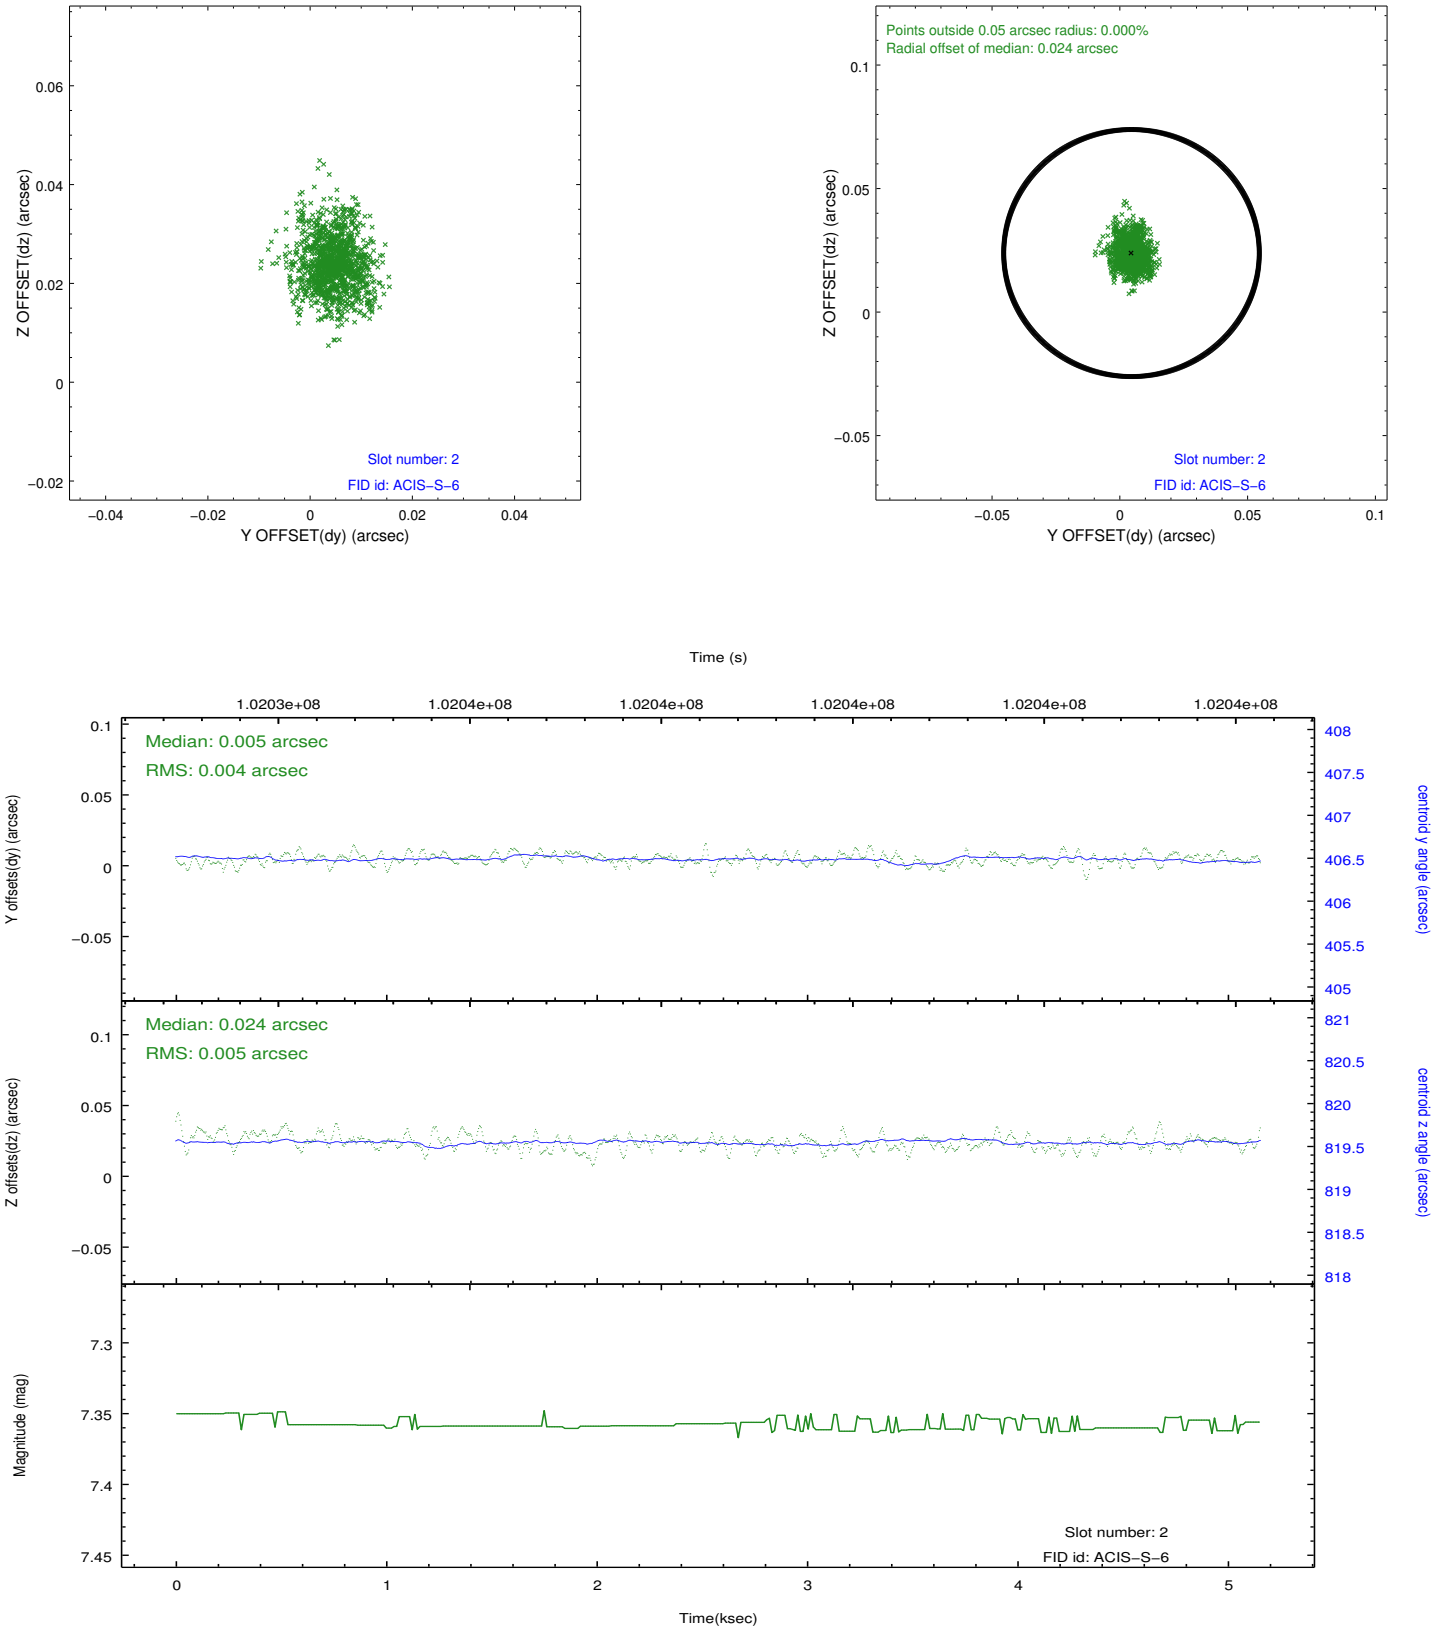 0.06
0.04
0.02
0
−0.02
Z OFFSET(dz) (arcsec)
Slot number: 2
FID id: ACIS−S−6
−0.04
−0.02
0
0.02
0.04
Y OFFSET(dy) (arcsec)
Points outside 0.05 arcsec radius: 0.000%
Radial offset of median: 0.024 arcsec
0.1
0.05
0
−0.05
Z OFFSET(dz) (arcsec)
Slot number: 2
FID id: ACIS−S−6
−0.05
0
0.05
0.1
Y OFFSET(dy) (arcsec)
Time (s)
1.0203e+08
1.0204e+08
1.0204e+08
1.0204e+08
1.0204e+08
1.0204e+08
Median: 0.005 arcsec
RMS: 0.004 arcsec
0.1
0.05
0
−0.05
Y offsets(dy) (arcsec)
408
407.5
407
406.5
406
405.5
405
centroid y angle (arcsec)
Median: 0.024 arcsec
RMS: 0.005 arcsec
0.1
0.05
0
−0.05
Z offsets(dz) (arcsec)
821
820.5
820
819.5
819
818.5
818
centroid z angle (arcsec)
7.3
7.35
7.4
7.45
Magnitude (mag)
Slot number: 2
FID id: ACIS−S−6
0
1
2
3
4
5
Time(ksec)